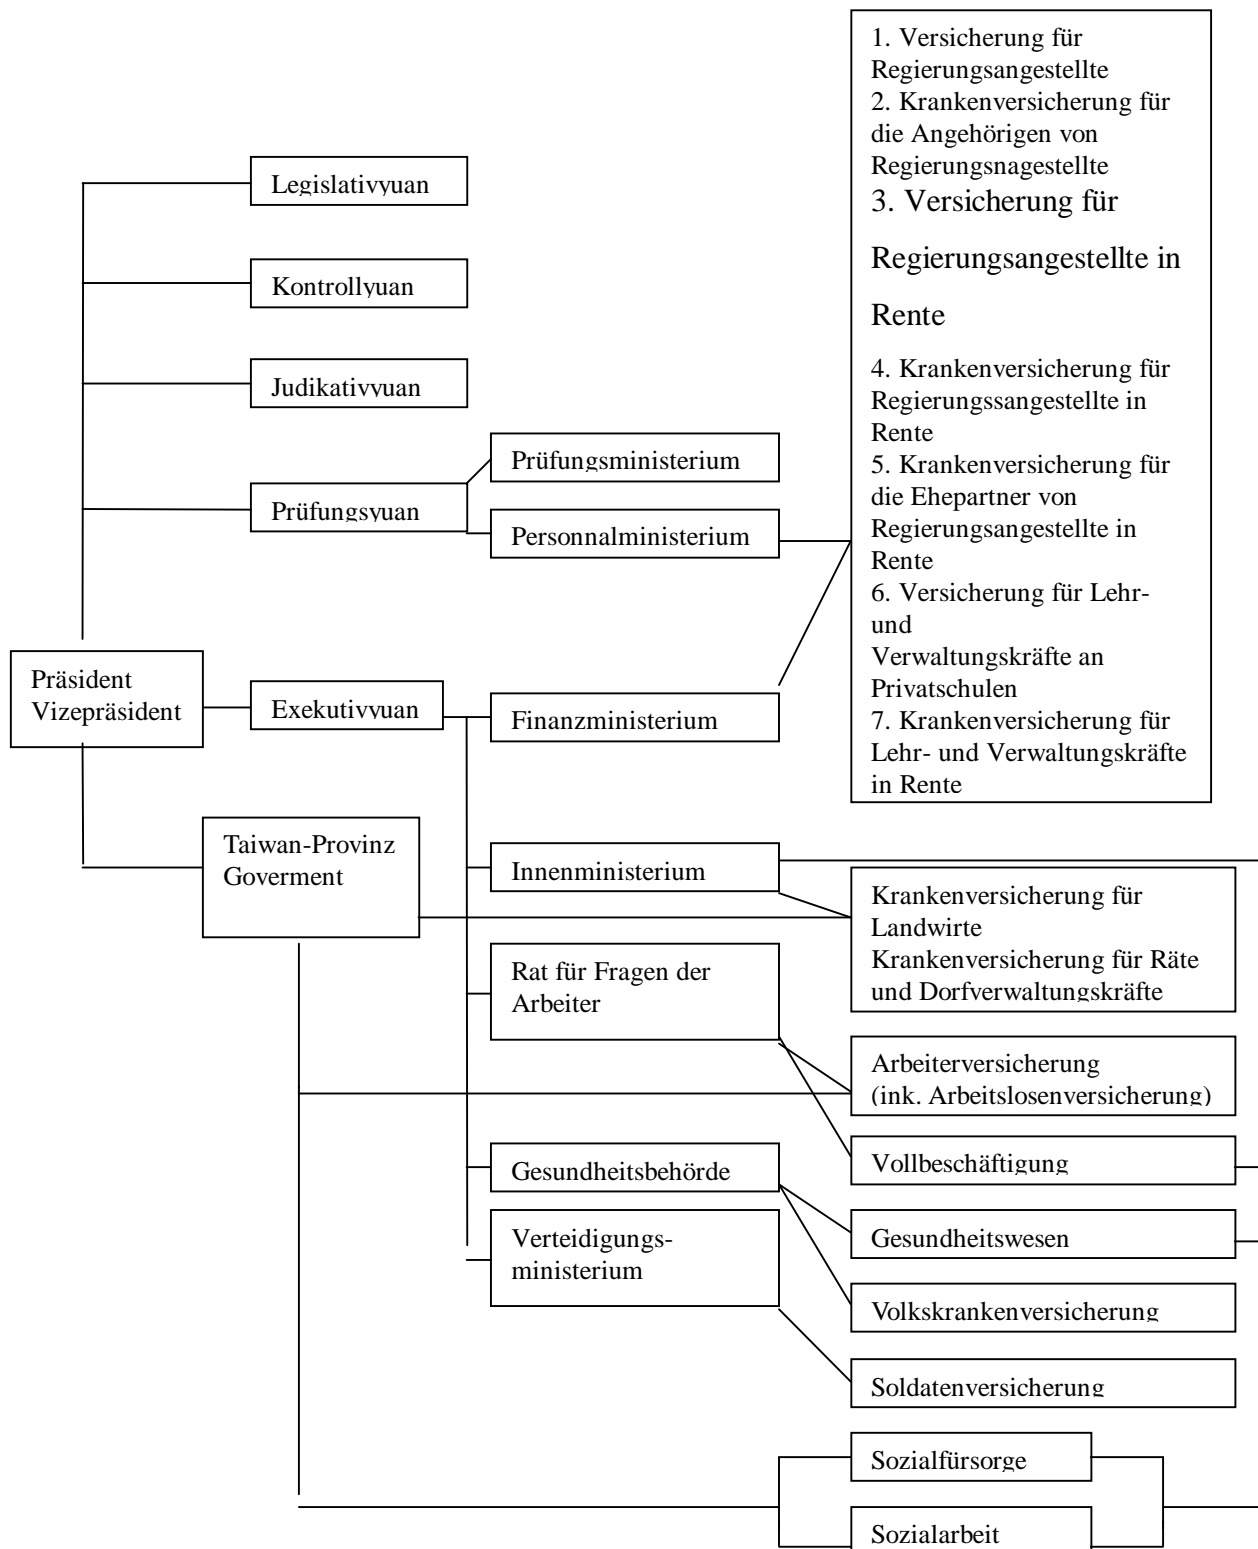 1. Versicherung für
Regierungsangestellte
2. Krankenversicherung für
die Angehörigen von
Regierungsnagestellte
3. Versicherung für
Regierungsangestellte in
Rente
4. Krankenversicherung für
Regierungssangestellte in
Rente
5. Krankenversicherung für
die Ehepartner von
Regierungsangestellte in
Rente
6. Versicherung für Lehr-
und
Verwaltungskräfte an
Privatschulen
7. Krankenversicherung für
Lehr- und Verwaltungskräfte
in Rente
Legislativyuan
Kontrollyuan
Judikativyuan
Prüfungsyuan
Prüfungsministerium
Personnalministerium
Präsident
Vizepräsident
Exekutivyuan
Finanzministerium
Taiwan-Provinz
Goverment
Innenministerium
Krankenversicherung für
Landwirte
Krankenversicherung für Räte
und Dorfverwaltungskräfte
Rat für Fragen der
Arbeiter
Arbeiterversicherung
(ink. Arbeitslosenversicherung)
Vollbeschäftigung
Gesundheitsbehörde
Gesundheitswesen
Verteidigungs-
ministerium
Volkskrankenversicherung
Soldatenversicherung
Sozialfürsorge
Sozialarbeit